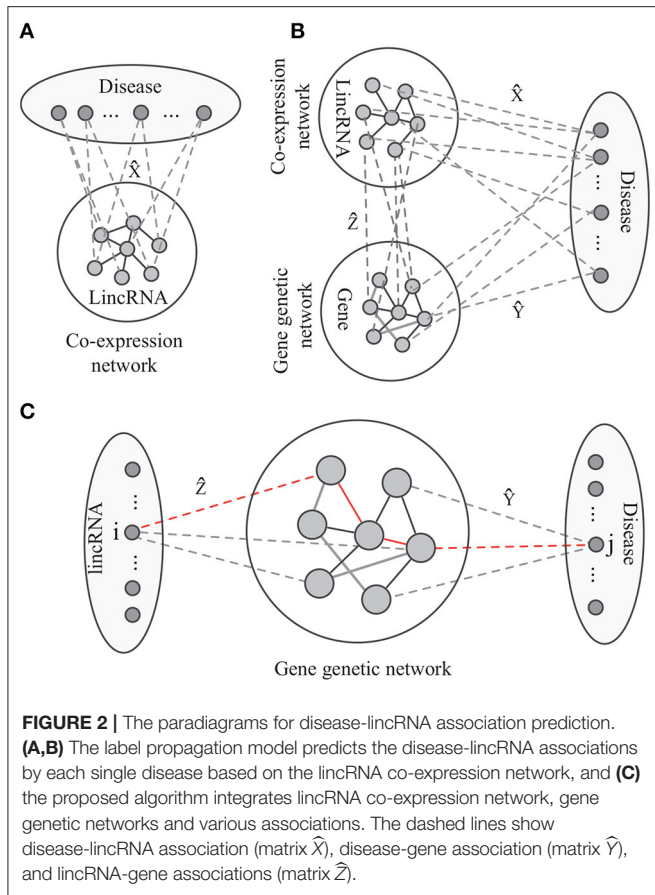 A
Disease
... ... ...
X̂
LincRNA
Co-expression
network
B
Co-expression
network
LincRNA
X̂
Disease
...
...
Ẑ
Gene genetic
network
Gene
Ŷ
C
lincRNA
...
i
...
Ẑ
Ŷ
Disease
...
j
...
Gene genetic network
FIGURE 2 | The paradiagrams for disease-lincRNA association prediction.
(A,B) The label propagation model predicts the disease-lincRNA associations
by each single disease based on the lincRNA co-expression network, and (C)
the proposed algorithm integrates lincRNA co-expression network, gene
genetic networks and various associations. The dashed lines show
disease-lincRNA association (matrix X̂), disease-gene association (matrix Ŷ),
and lincRNA-gene associations (matrix Ẑ).